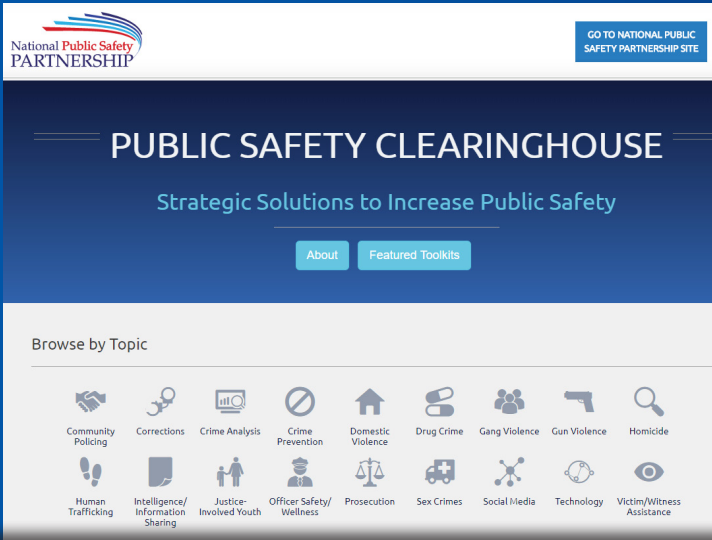 National Public Safety
PARTNERSHIP
GO TO NATIONAL PUBLIC
SAFETY PARTNERSHIP SITE
PUBLIC SAFETY CLEARINGHOUSE
Strategic Solutions to Increase Public Safety
About
Featured Toolkits
Browse by Topic
Community
Policing
Corrections
Crime Analysis
Crime
Prevention
Domestic
Violence
Drug Crime
Gang Violence
Gun Violence
Homicide
Human
Trafficking
Intelligence/
Information
Sharing
Justice-
Involved Youth
Officer Safety/
Wellness
Prosecution
Sex Crimes
Social Media
Technology
Victim/Witness
Assistance